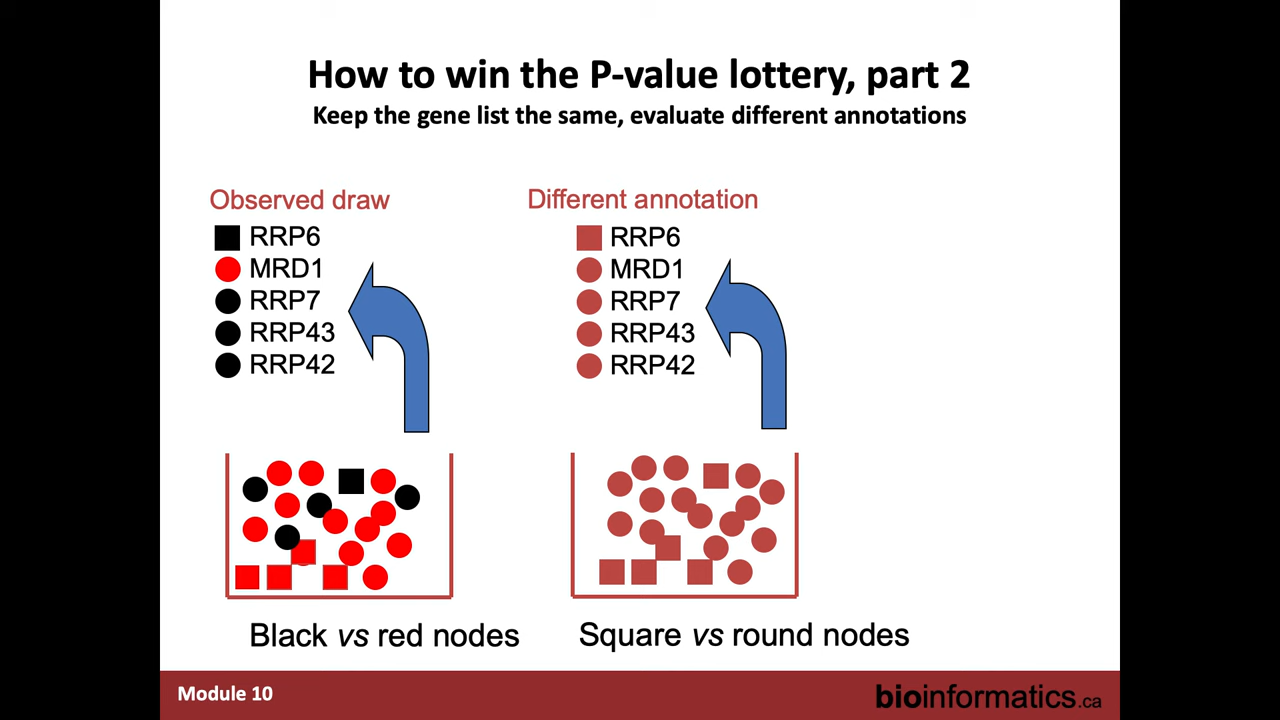 How to win the P-value lottery, part 2
Keep the gene list the same, evaluate different annotations
Observed draw
RRP6
MRD1
RRP7
RRP43
RRP42
Different annotation
RRP6
MRD1
RRP7
RRP43
RRP42
Black vs red nodes
Square vs round nodes
Module 10
bioinformatics.ca